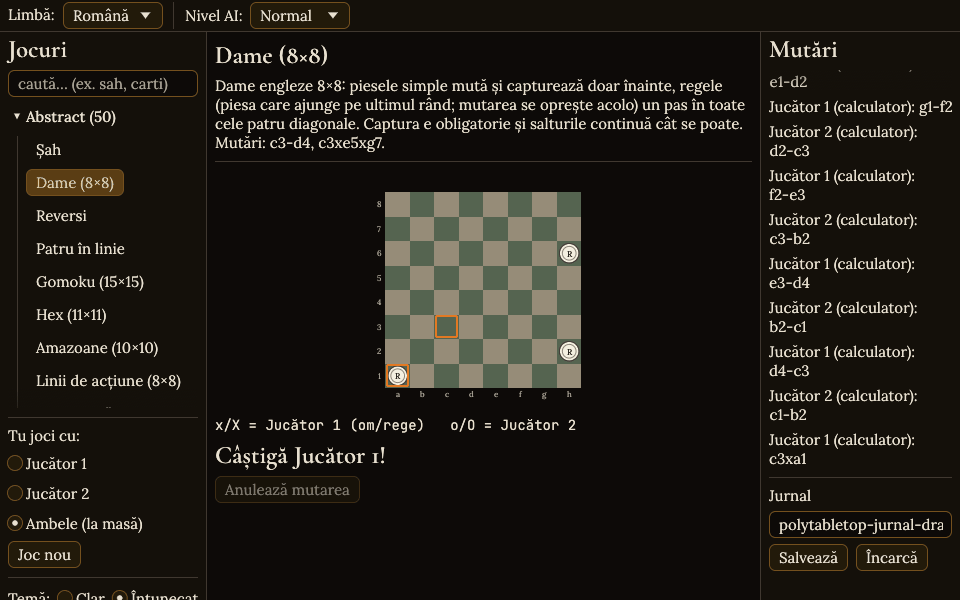 Limbă: Română ▼ Nivel AI: Normal ▼
Jocuri
caută... (ex. sah, carti)
▼ Abstract (50)
Șah
Dame (8×8)
Reversi
Patru în linie
Gomoku (15×15)
Hex (11×11)
Amazoane (10×10)
Linii de acțiune (8×8)
Tu joci cu:
Jucător 1
Jucător 2
Ambele (la masă)
Joc nou
Temă: Clar Întunecat
Dame (8×8)
Dame engleze 8×8: piesele simple mută și capturează doar înainte, regele
(piesa care ajunge pe ultimul rând; mutarea se oprește acolo) un pas în toate
cele patru diagonale. Captura e obligatorie și salturile continuă cât se poate.
Mutări: c3-d4, c3xe5xg7.
8
7
6 R
5
4
3
2 R
1 R
a b c d e f g h
x/X = Jucător 1 (om/rege) o/O = Jucător 2
Câștigă Jucător 1!
Anulează mutarea
Mutări
e1-d2
Jucător 1 (calculator): g1-f2
Jucător 2 (calculator):
d2-c3
Jucător 1 (calculator):
f2-e3
Jucător 2 (calculator):
c3-b2
Jucător 1 (calculator):
e3-d4
Jucător 2 (calculator):
b2-c1
Jucător 1 (calculator):
d4-c3
Jucător 2 (calculator):
c1-b2
Jucător 1 (calculator):
c3xa1
Jurnal
polytabletop-jurnal-dra
Salvează Încarcă